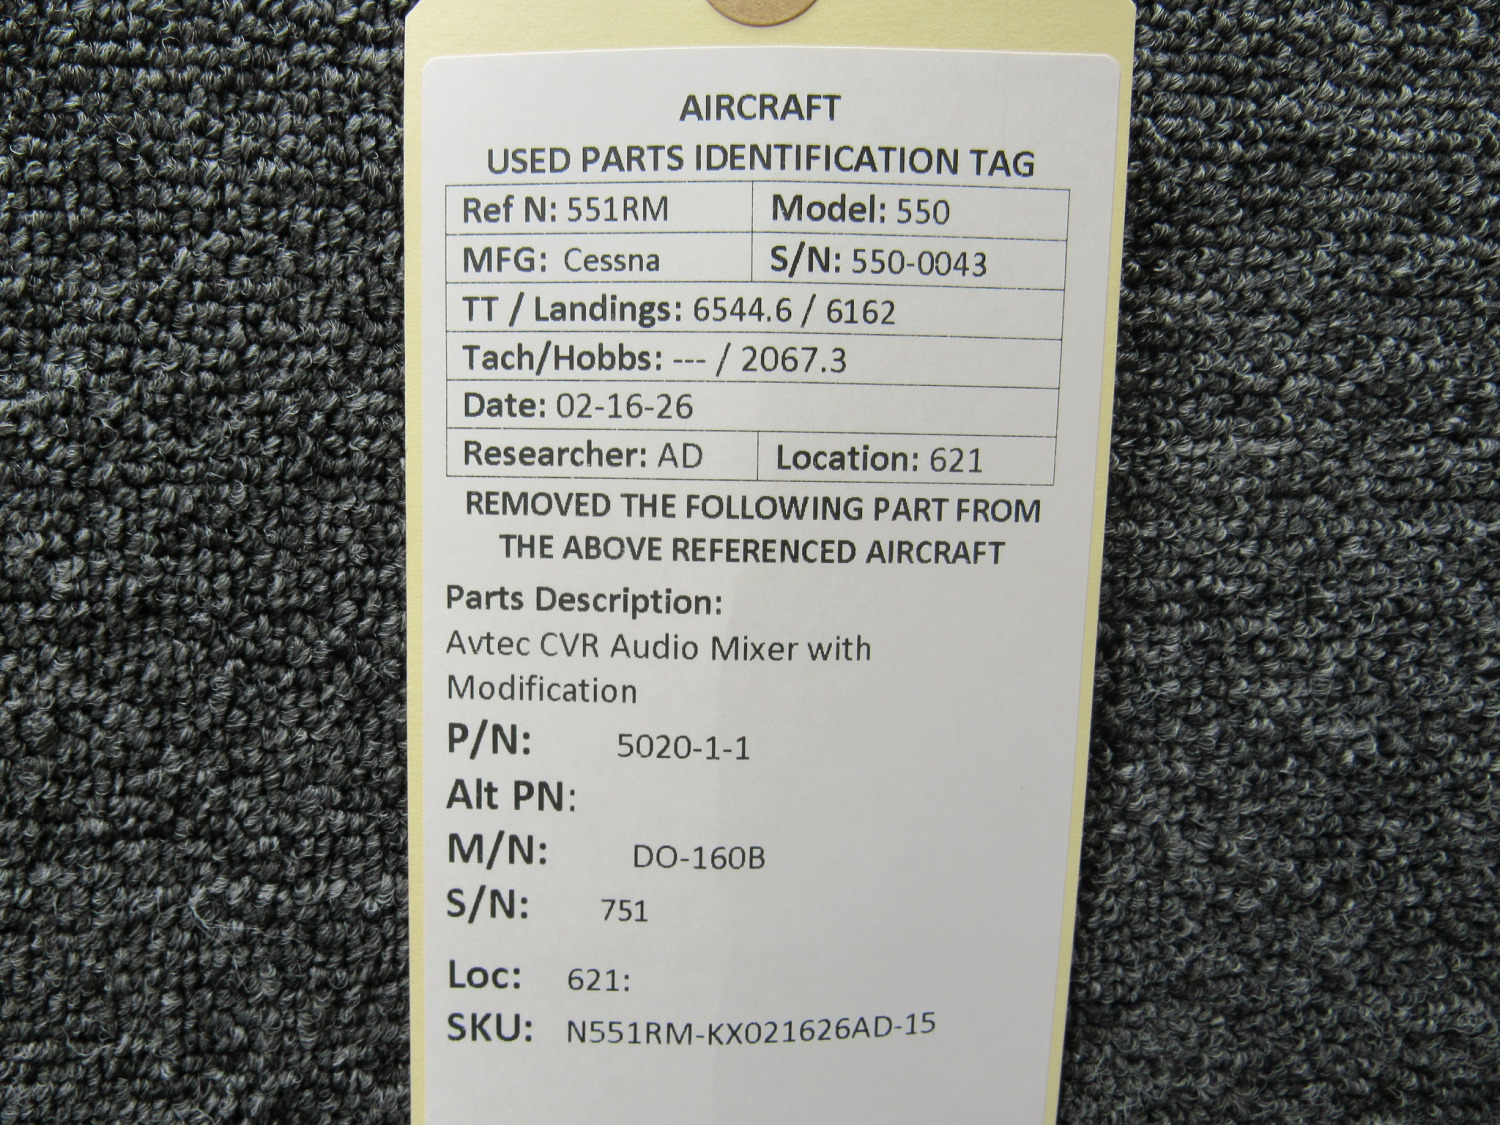 AIRCRAFT
USED PARTS IDENTIFICATION TAG
Ref N: 551RM Model: 550
MFG: Cessna S/N: 550-0043
TT / Landings: 6544.6 / 6162
Tach/Hobbs: --- / 2067.3
Date: 02-16-26
Researcher: AD Location: 621
REMOVED THE FOLLOWING PART FROM
THE ABOVE REFERENCED AIRCRAFT
Parts Description:
Avtec CVR Audio Mixer with
Modification
P/N: 5020-1-1
Alt PN:
M/N: DO-160B
S/N: 751
Loc: 621:
SKU: N551RM-KX021626AD-15